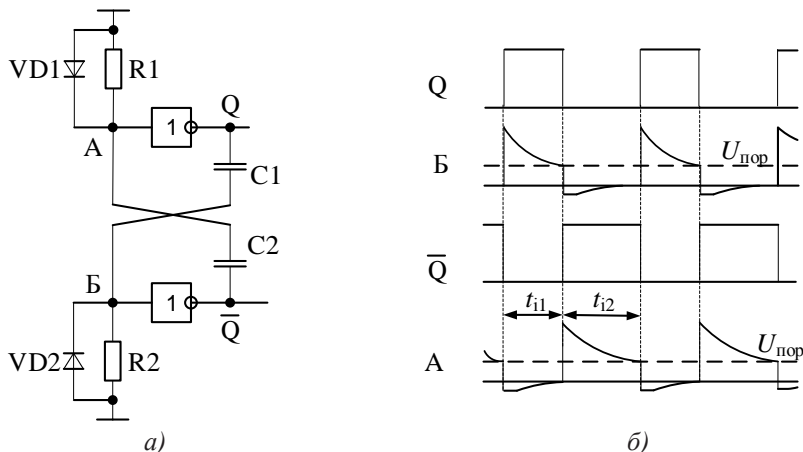 VD1
R1
1
Q
А
C1
C2
Б
1
Q̅
VD2
R2
а)
Q
Б
Uпор
Q̅
ti1
ti2
А
Uпор
б)